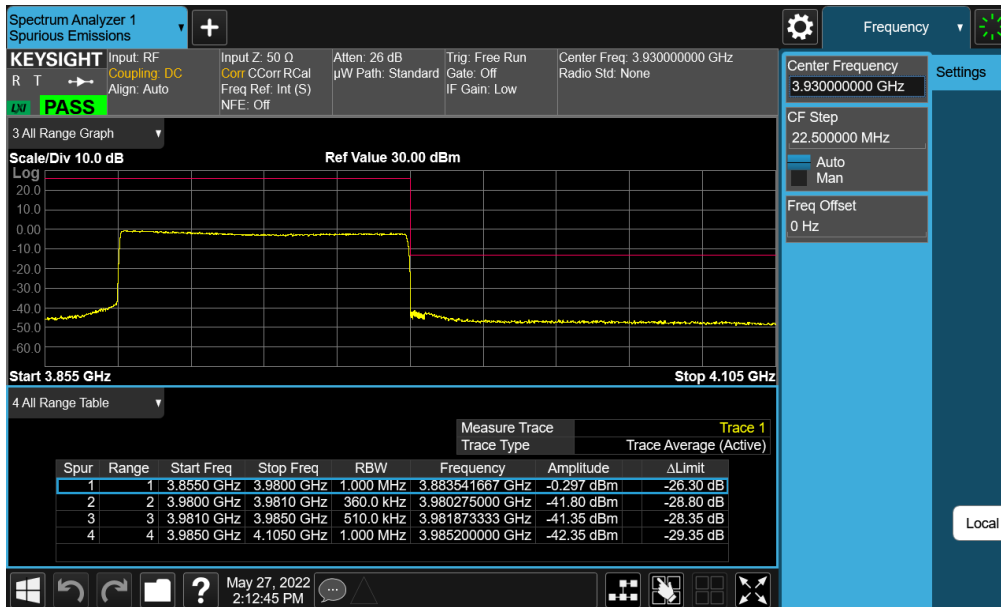 Spectrum Analyzer 1
Spurious Emissions
+
Frequency
KEYSIGHT
R T
LXI PASS
Input: RF
Coupling: DC
Align: Auto
Input Z: 50 Ω
Corr CCorr RCal
Freq Ref: Int (S)
NFE: Off
Atten: 26 dB
µW Path: Standard
Trig: Free Run
Gate: Off
IF Gain: Low
Center Freq: 3.930000000 GHz
Radio Std: None
Center Frequency
3.930000000 GHz
Settings
CF Step
22.500000 MHz
Auto
Man
Freq Offset
0 Hz
3 All Range Graph
Scale/Div 10.0 dB Ref Value 30.00 dBm
Log
20.0
10.0
0.00
-10.0
-20.0
-30.0
-40.0
-50.0
-60.0
Start 3.855 GHz Stop 4.105 GHz
4 All Range Table
Measure Trace Trace 1
Trace Type Trace Average (Active)
Spur Range Start Freq Stop Freq RBW Frequency Amplitude ΔLimit
1 1 3.8550 GHz 3.9800 GHz 1.000 MHz 3.883541667 GHz -0.297 dBm -26.30 dB
2 2 3.9800 GHz 3.9810 GHz 360.0 kHz 3.980275000 GHz -41.80 dBm -28.80 dB
3 3 3.9810 GHz 3.9850 GHz 510.0 kHz 3.981873333 GHz -41.35 dBm -28.35 dB
4 4 3.9850 GHz 4.1050 GHz 1.000 MHz 3.985200000 GHz -42.35 dBm -29.35 dB
Local
?
May 27, 2022
2:12:45 PM